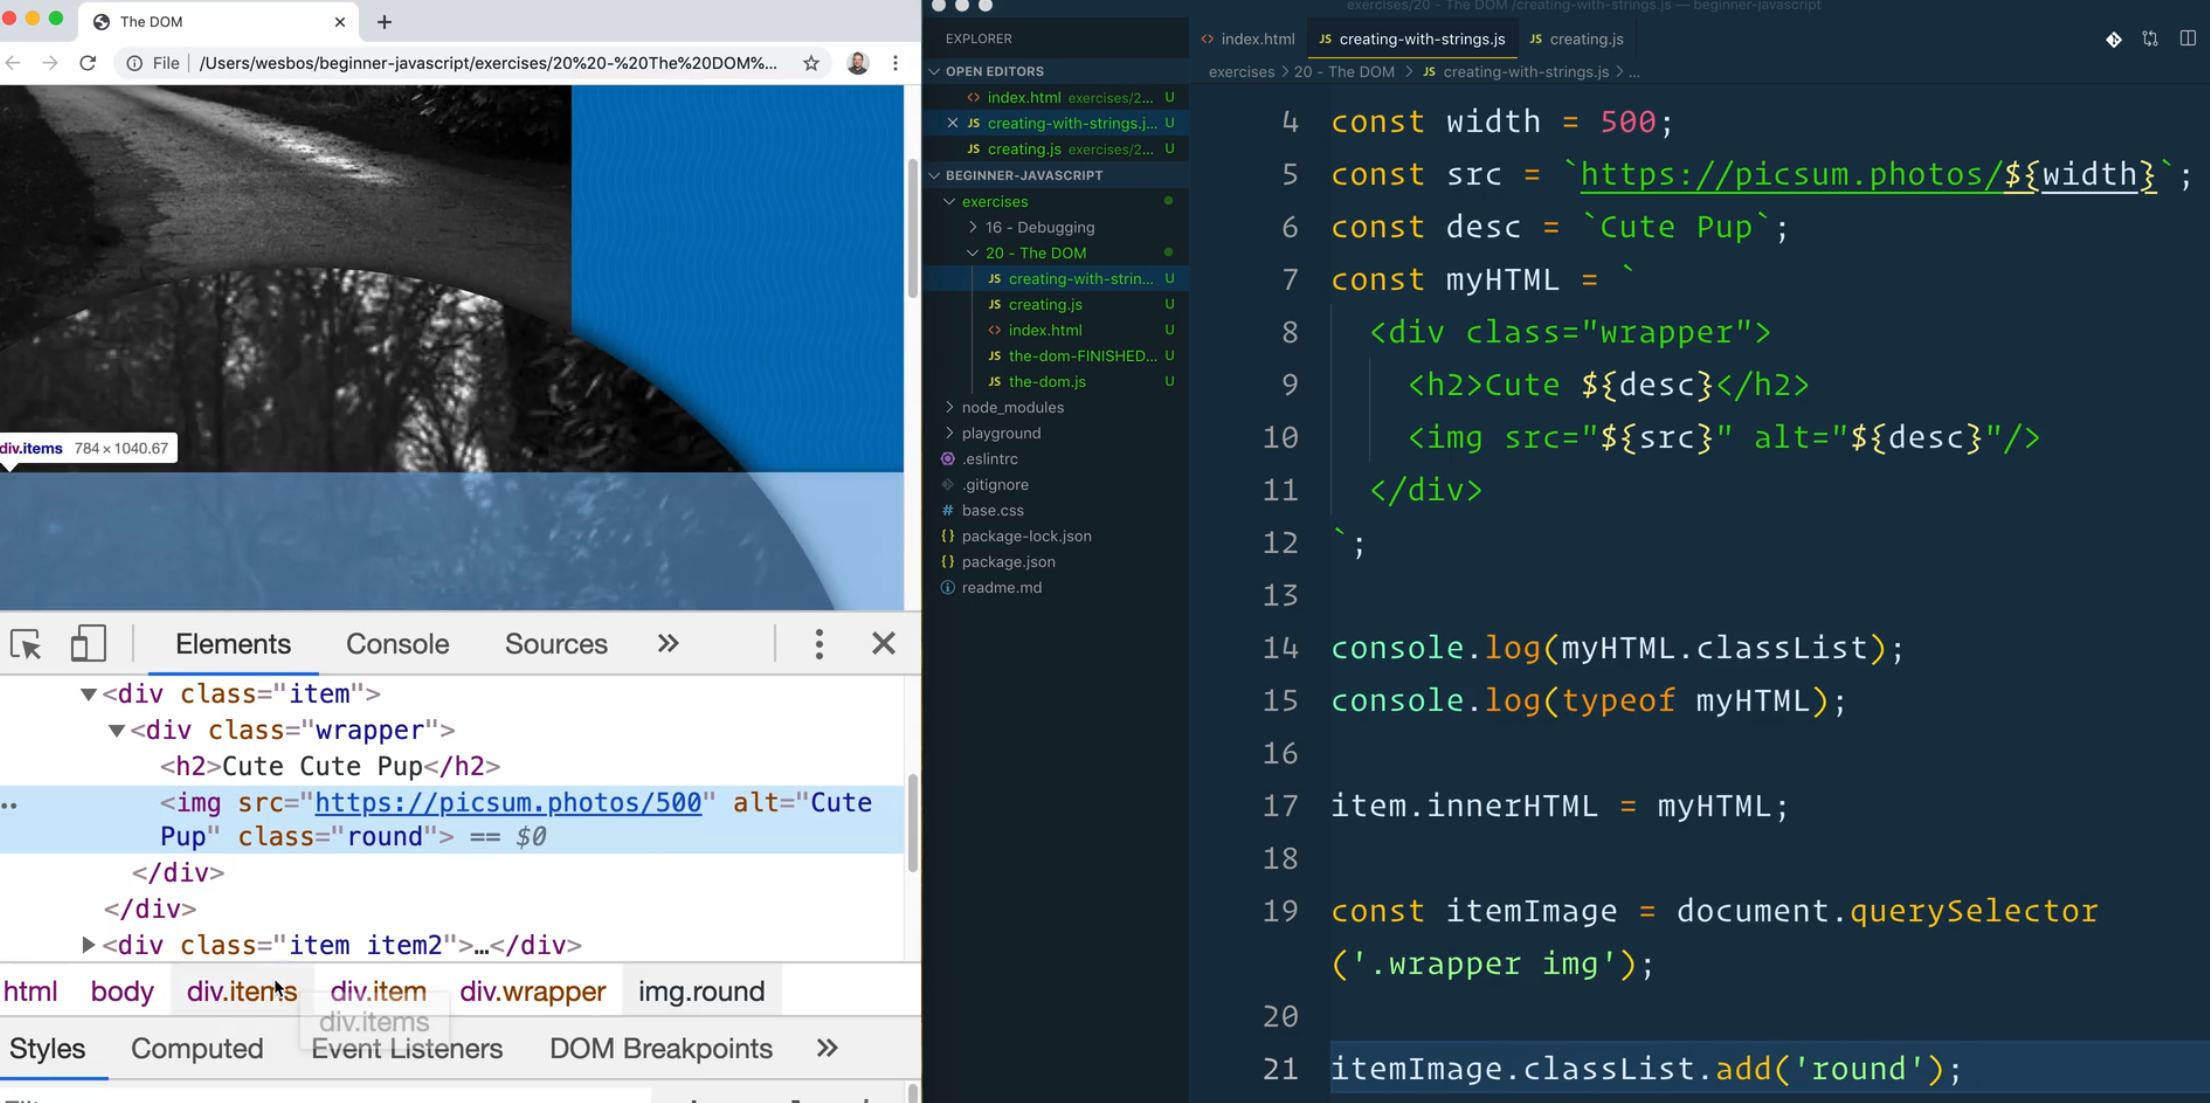 The DOM
File
/Users/wesbos/beginner-javascript/exercises/20%20-%20The%20DOM%...
div.items 784 × 1040.67
Elements Console Sources
<div class="item">
<div class="wrapper">
<h2>Cute Cute Pup</h2>
<img src="https://picsum.photos/500" alt="Cute
Pup" class="round"> == $0
</div>
</div>
<div class="item item2">…</div>
html body div.items div.item div.wrapper img.round
div.items
Styles Computed Event Listeners DOM Breakpoints
exercises/20 - The DOM /creating-with-strings.js — beginner-javascript
EXPLORER
OPEN EDITORS
index.html exercises/2... U
JS creating-with-strings.j... U
JS creating.js exercises/2... U
BEGINNER-JAVASCRIPT
exercises
16 - Debugging
20 - The DOM
JS creating-with-strin... U
JS creating.js U
index.html U
JS the-dom-FINISHED... U
JS the-dom.js U
node_modules
playground
.eslintrc
.gitignore
# base.css
{} package-lock.json
{} package.json
readme.md
<> index.html JS creating-with-strings.js JS creating.js
exercises > 20 - The DOM > JS creating-with-strings.js > ...
4 const width = 500;
5 const src = `https://picsum.photos/${width}`;
6 const desc = `Cute Pup`;
7 const myHTML = `
8 <div class="wrapper">
9 <h2>Cute ${desc}</h2>
10 <img src="${src}" alt="${desc}"/>
11 </div>
12 `;
13
14 console.log(myHTML.classList);
15 console.log(typeof myHTML);
16
17 item.innerHTML = myHTML;
18
19 const itemImage = document.querySelector
('.wrapper img');
20
21 itemImage.classList.add('round');